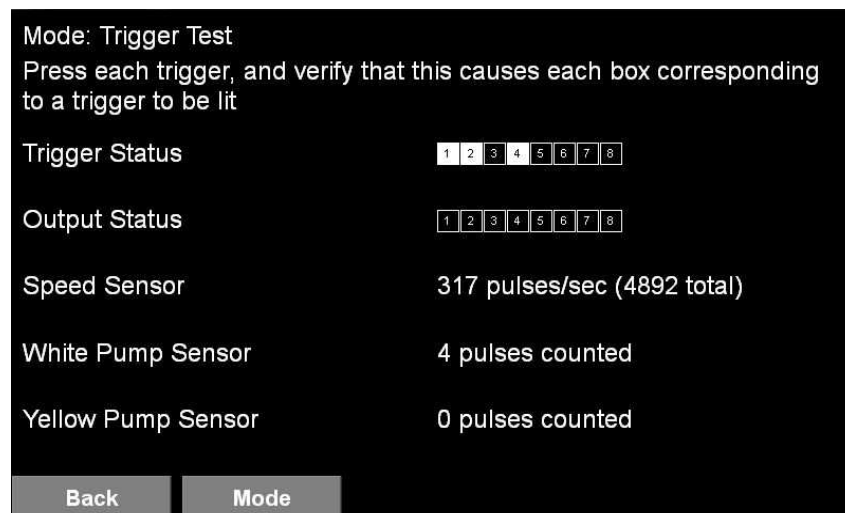 Mode: Trigger Test
Press each trigger, and verify that this causes each box corresponding
to a trigger to be lit
Trigger Status 1 2 3 4 5 6 7 8
Output Status 1 2 3 4 5 6 7 8
Speed Sensor 317 pulses/sec (4892 total)
White Pump Sensor 4 pulses counted
Yellow Pump Sensor 0 pulses counted
Back Mode